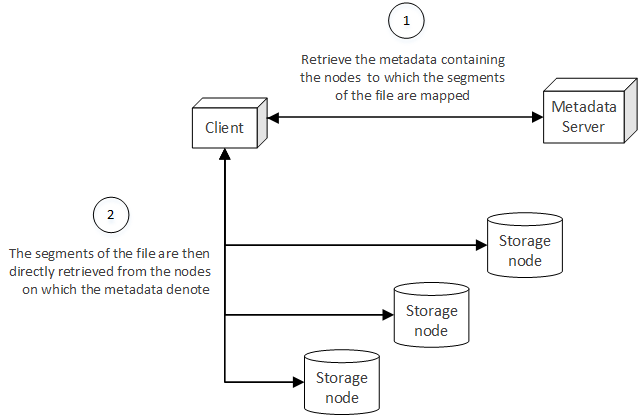 1
Retrieve the metadata containing
the nodes to which the segments
of the file are mapped
Client
Metadata
Server
2
The segments of the file are then
directly retrieved from the nodes
on which the metadata denote
Storage
node
Storage
node
Storage
node